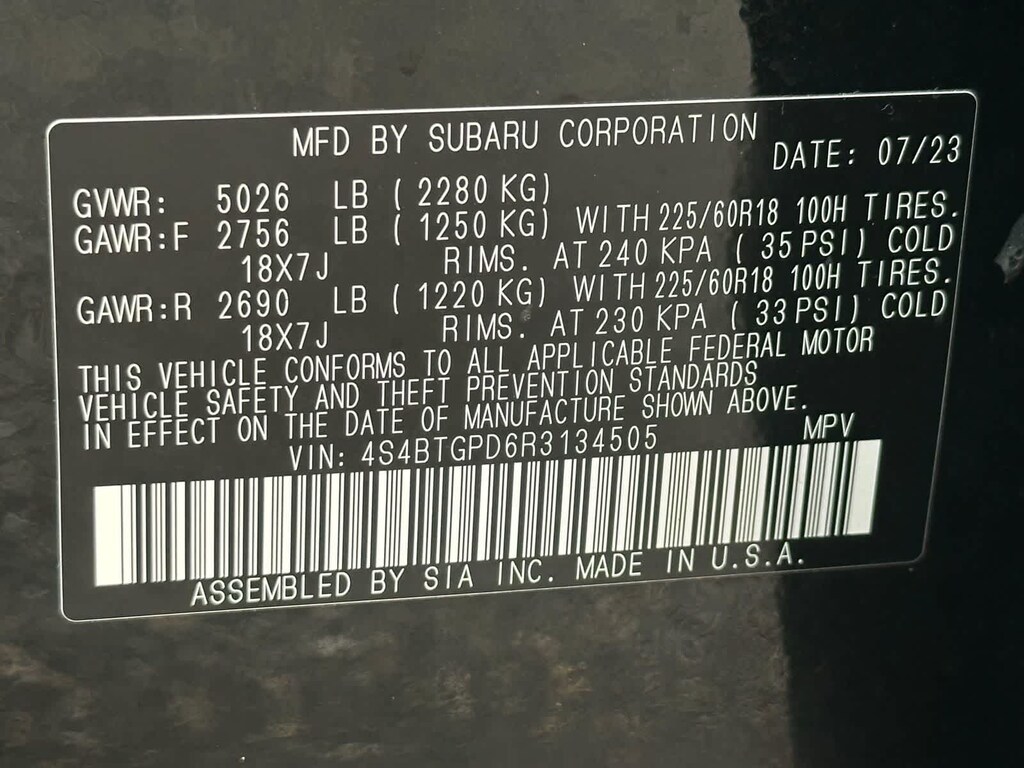 MFD BY SUBARU CORPORATION DATE: 07/23
GVWR: 5026 LB ( 2280 KG)
GAWR:F 2756 LB ( 1250 KG) WITH 225/60R18 100H TIRES.
18X7J RIMS. AT 240 KPA ( 35 PSI) COLD
GAWR:R 2690 LB ( 1220 KG) WITH 225/60R18 100H TIRES.
18X7J RIMS. AT 230 KPA ( 33 PSI) COLD
THIS VEHICLE CONFORMS TO ALL APPLICABLE FEDERAL MOTOR
VEHICLE SAFETY AND THEFT PREVENTION STANDARDS
IN EFFECT ON THE DATE OF MANUFACTURE SHOWN ABOVE.
VIN: 4S4BTGPD6R3134505 MPV
ASSEMBLED BY SIA INC. MADE IN U.S.A.